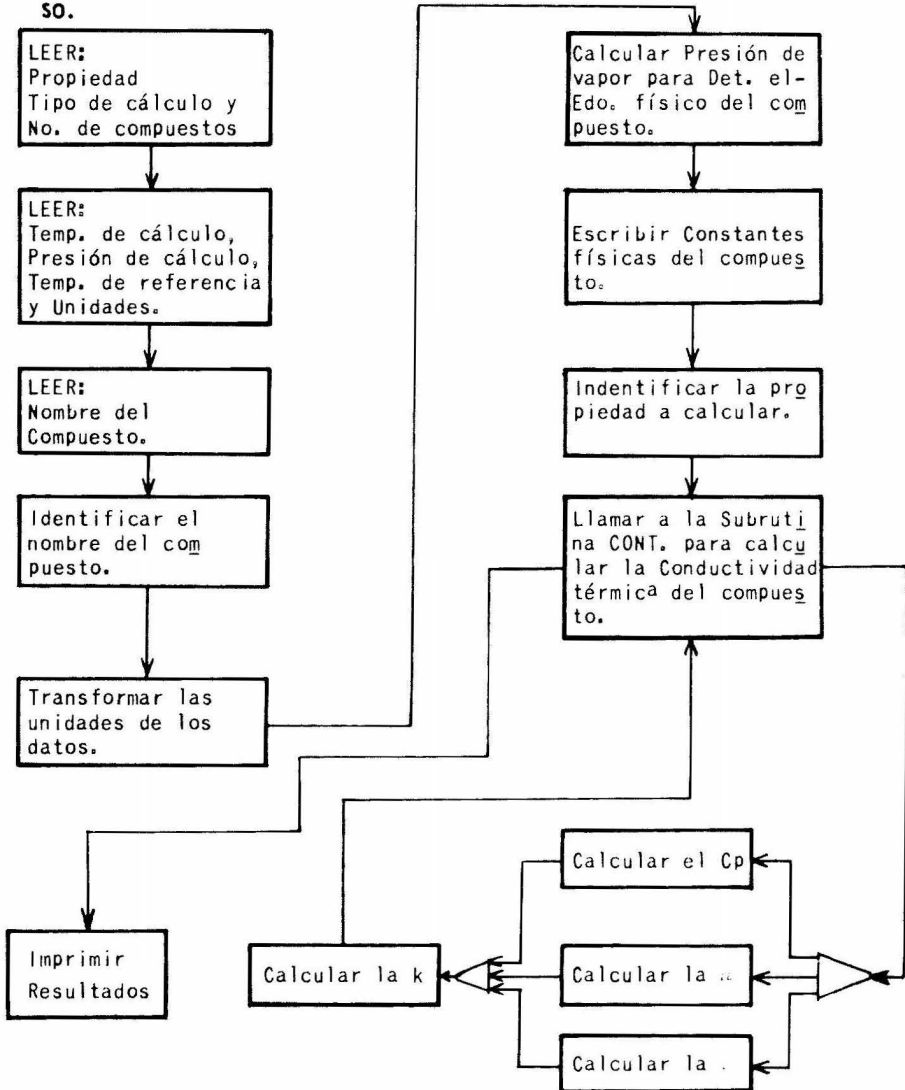 so.
LEER:
Propiedad
Tipo de cálculo y
No. de compuestos
LEER:
Temp. de cálculo,
Presión de cálculo,
Temp. de referencia
y Unidades.
LEER:
Nombre del
Compuesto.
Identificar el
nombre del com
puesto.
Transformar las
unidades de los
datos.
Calcular Presión de
vapor para Det. el-
Edo. físico del com
puesto.
Escribir Constantes
físicas del compues
to.
Indentificar la pro
piedad a calcular.
Llamar a la Subruti
na CONT. para calcu
lar la Conductividad
térmica del compues
to.
Calcular el Cp
Calcular la
Calcular la
Calcular la k
Imprimir
Resultados